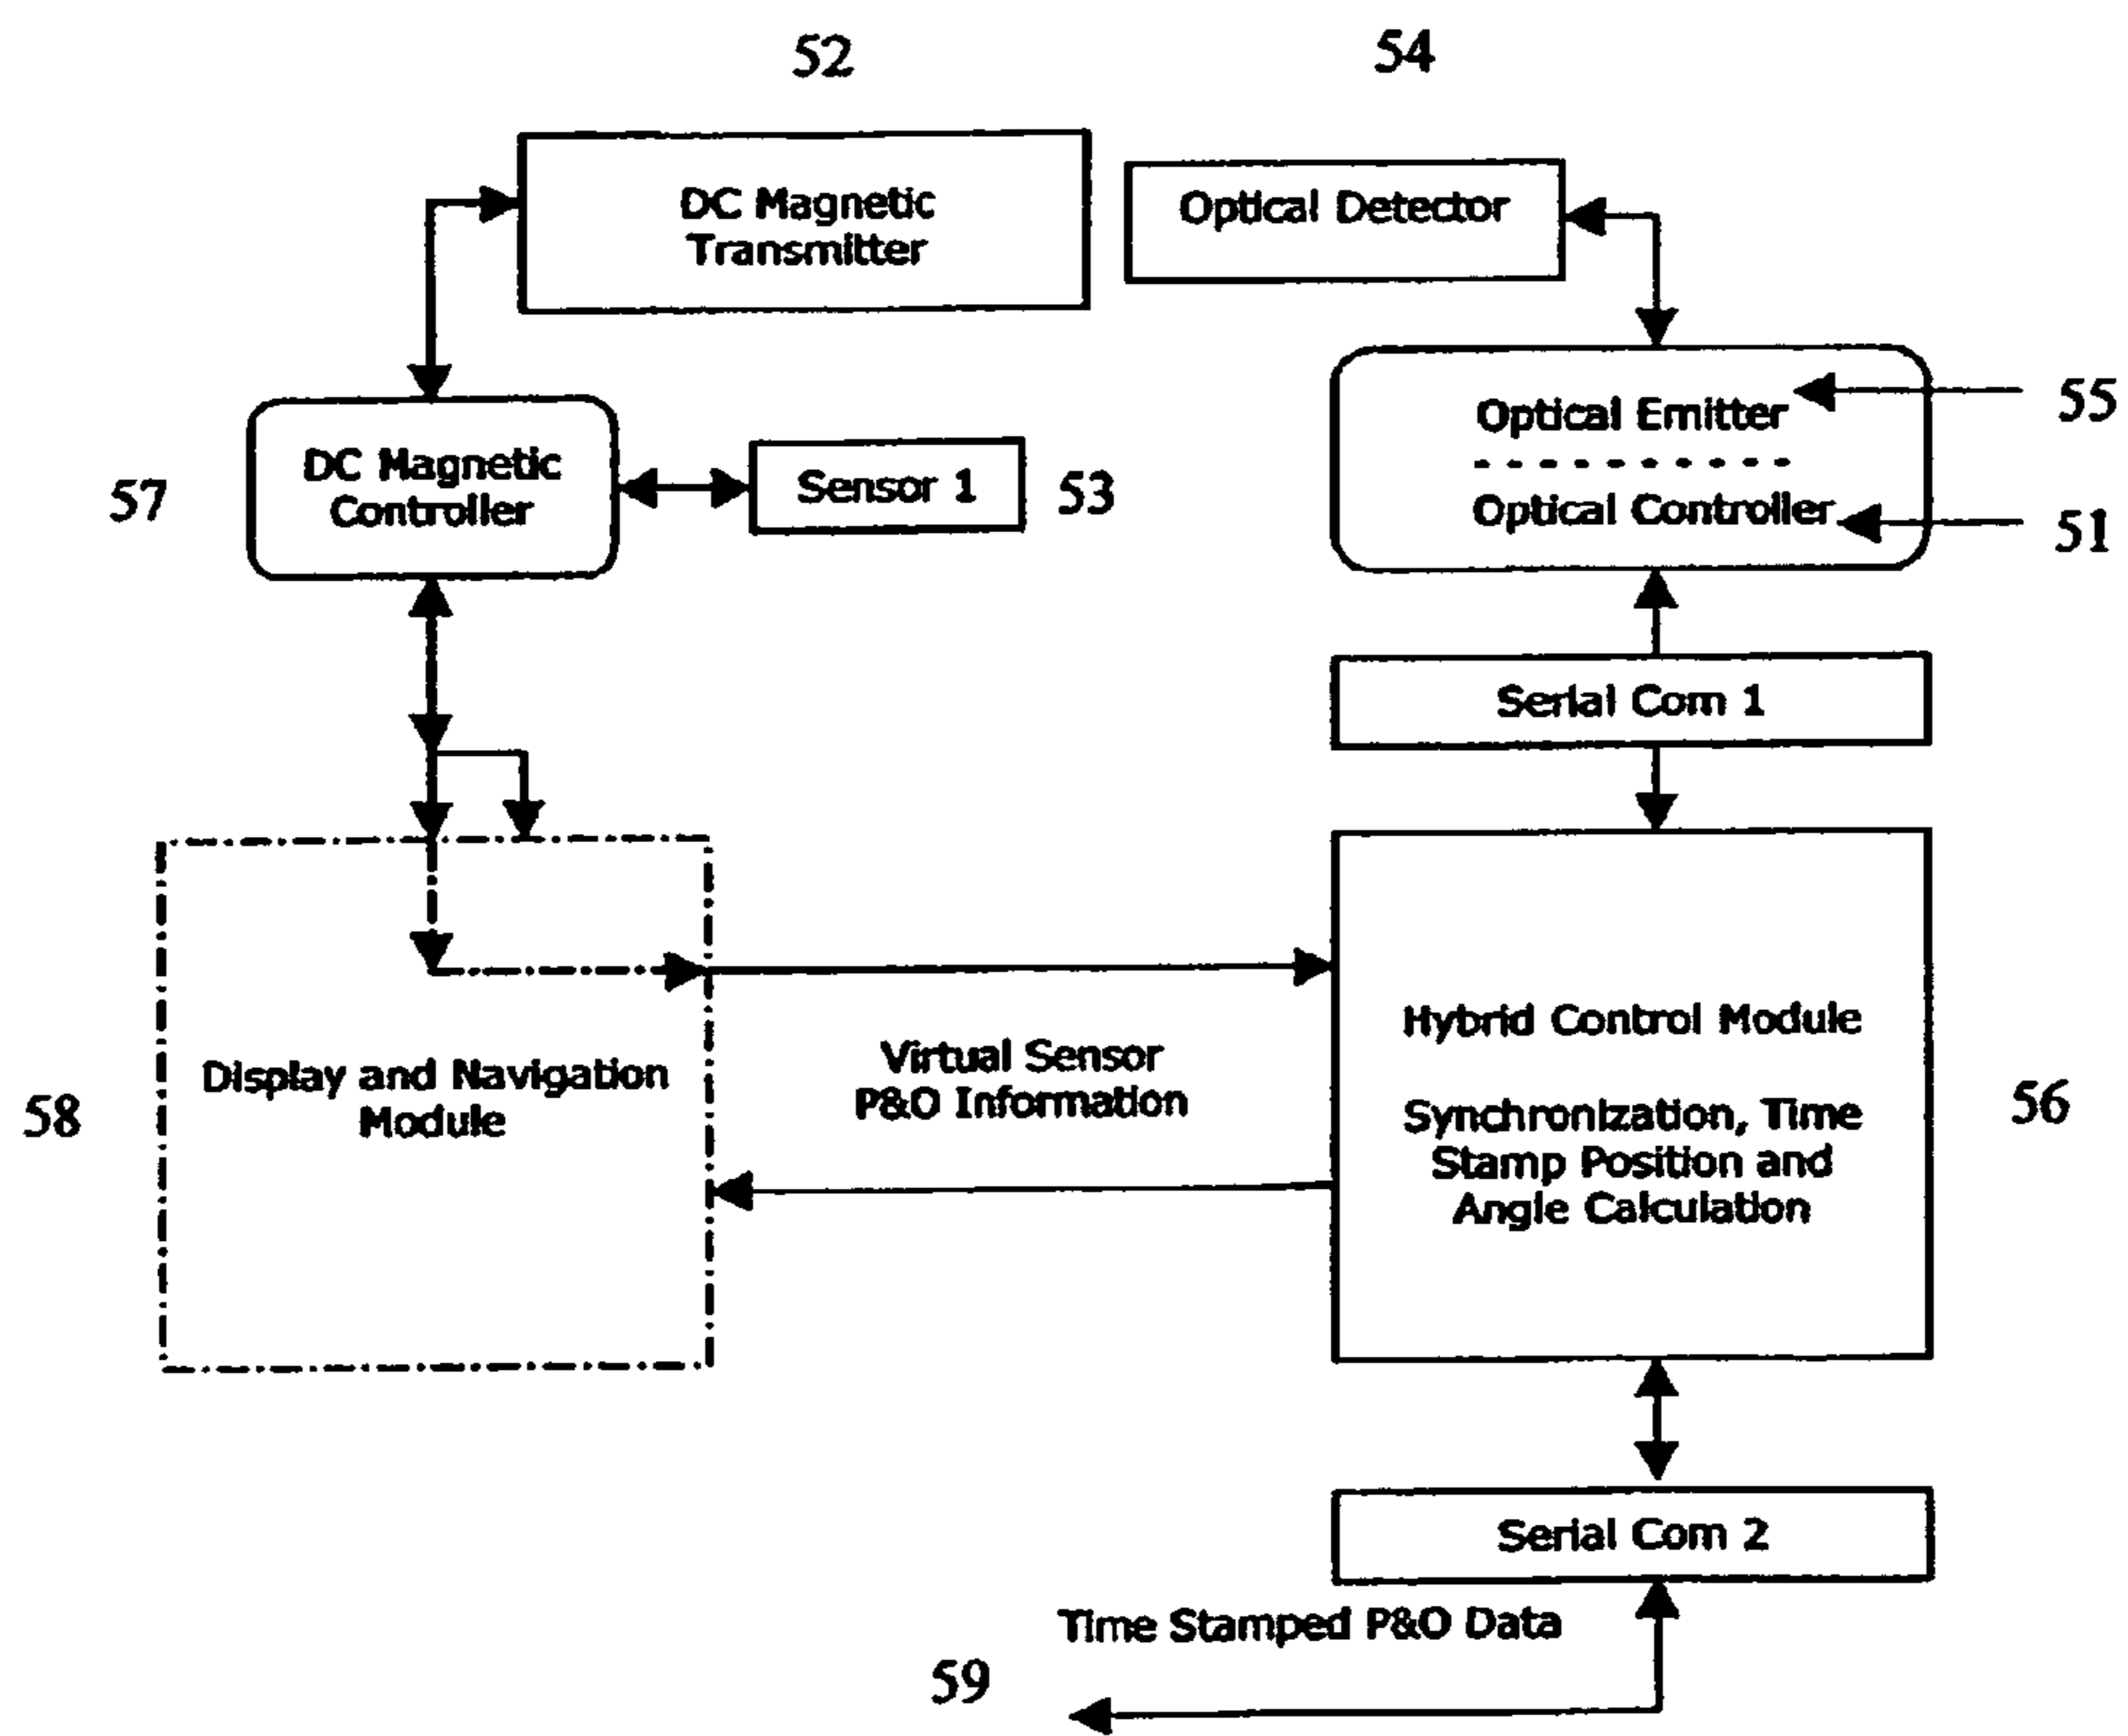 52
54
DC Magnetic
Transmitter
Optical Detector
55
Optical Emitter
57
DC Magnetic
Controller
Sensor 1
53
Optical Controller
51
Serial Com 1
58
Display and Navigation
Module
Virtual Sensor
P&O Information
Hybrid Control Module
Synchronization, Time
Stamp Position and
Angle Calculation
56
Serial Com 2
Time Stamped P&O Data
59